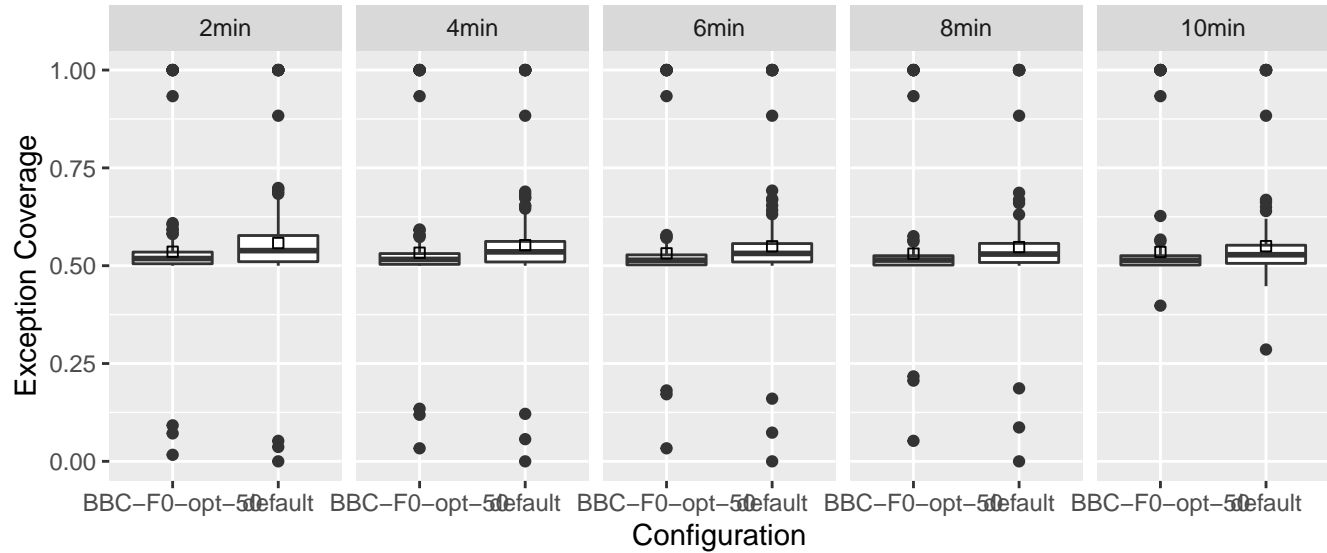 2min 4min 6min 8min 10min
1.00
0.75
0.50
0.25
0.00
Exception Coverage
BBC−F0−opt−50 default BBC−F0−opt−50 default BBC−F0−opt−50 default BBC−F0−opt−50 default BBC−F0−opt−50 default
Configuration